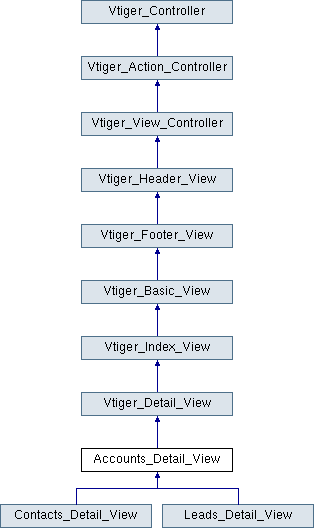 Vtiger_Controller
Vtiger_Action_Controller
Vtiger_View_Controller
Vtiger_Header_View
Vtiger_Footer_View
Vtiger_Basic_View
Vtiger_Index_View
Vtiger_Detail_View
Accounts_Detail_View
Contacts_Detail_View
Leads_Detail_View